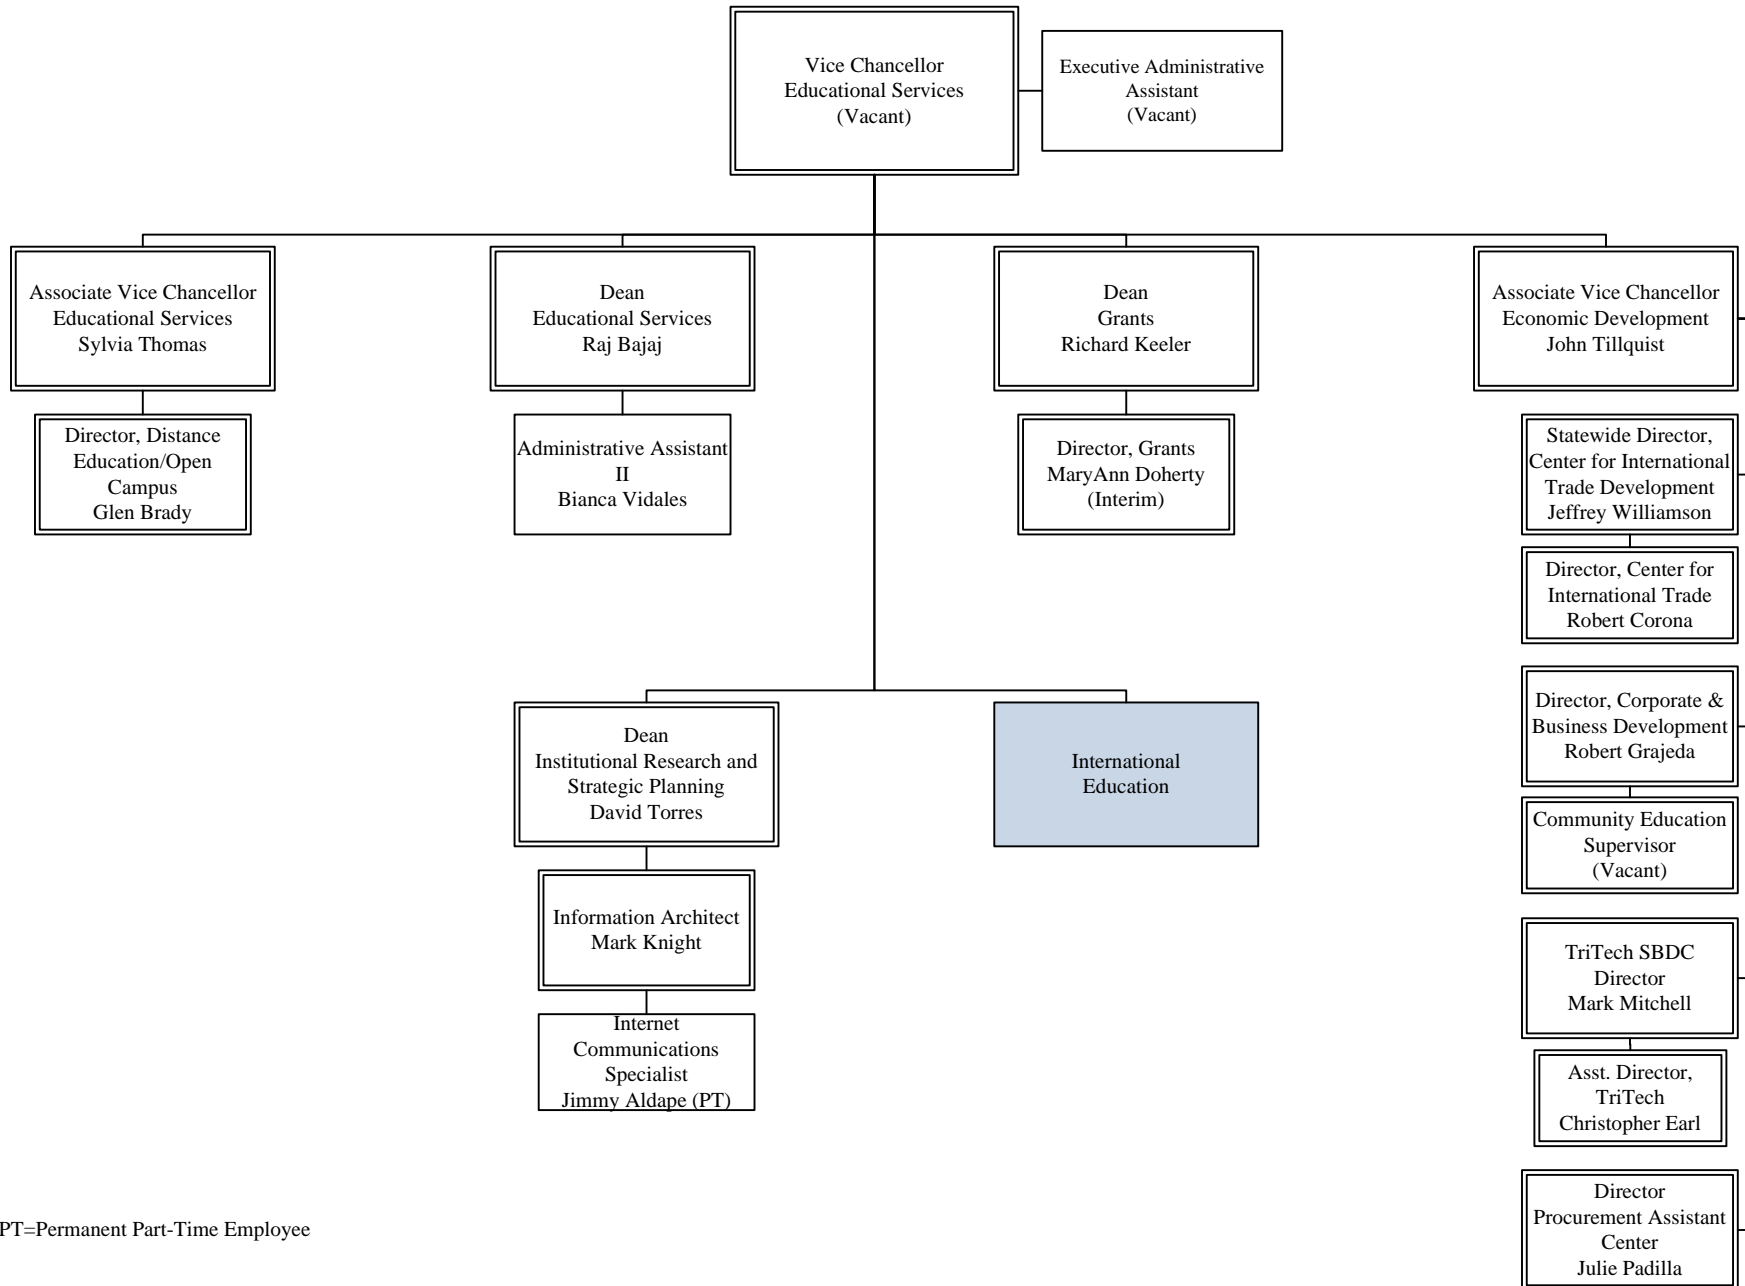 Vice Chancellor
Educational Services
(Vacant)
Executive Administrative
Assistant
(Vacant)
Associate Vice Chancellor
Educational Services
Sylvia Thomas
Dean
Educational Services
Raj Bajaj
Dean
Grants
Richard Keeler
Associate Vice Chancellor
Economic Development
John Tillquist
Director, Distance
Education/Open
Campus
Glen Brady
Administrative Assistant
II
Bianca Vidales
Director, Grants
MaryAnn Doherty
(Interim)
Statewide Director,
Center for International
Trade Development
Jeffrey Williamson
Director, Center for
International Trade
Robert Corona
Dean
Institutional Research and
Strategic Planning
David Torres
International
Education
Director, Corporate &
Business Development
Robert Grajeda
Community Education
Supervisor
(Vacant)
Information Architect
Mark Knight
TriTech SBDC
Director
Mark Mitchell
Internet
Communications
Specialist
Jimmy Aldape (PT)
Asst. Director,
TriTech
Christopher Earl
Director
Procurement Assistant
Center
Julie Padilla
PT=Permanent Part-Time Employee